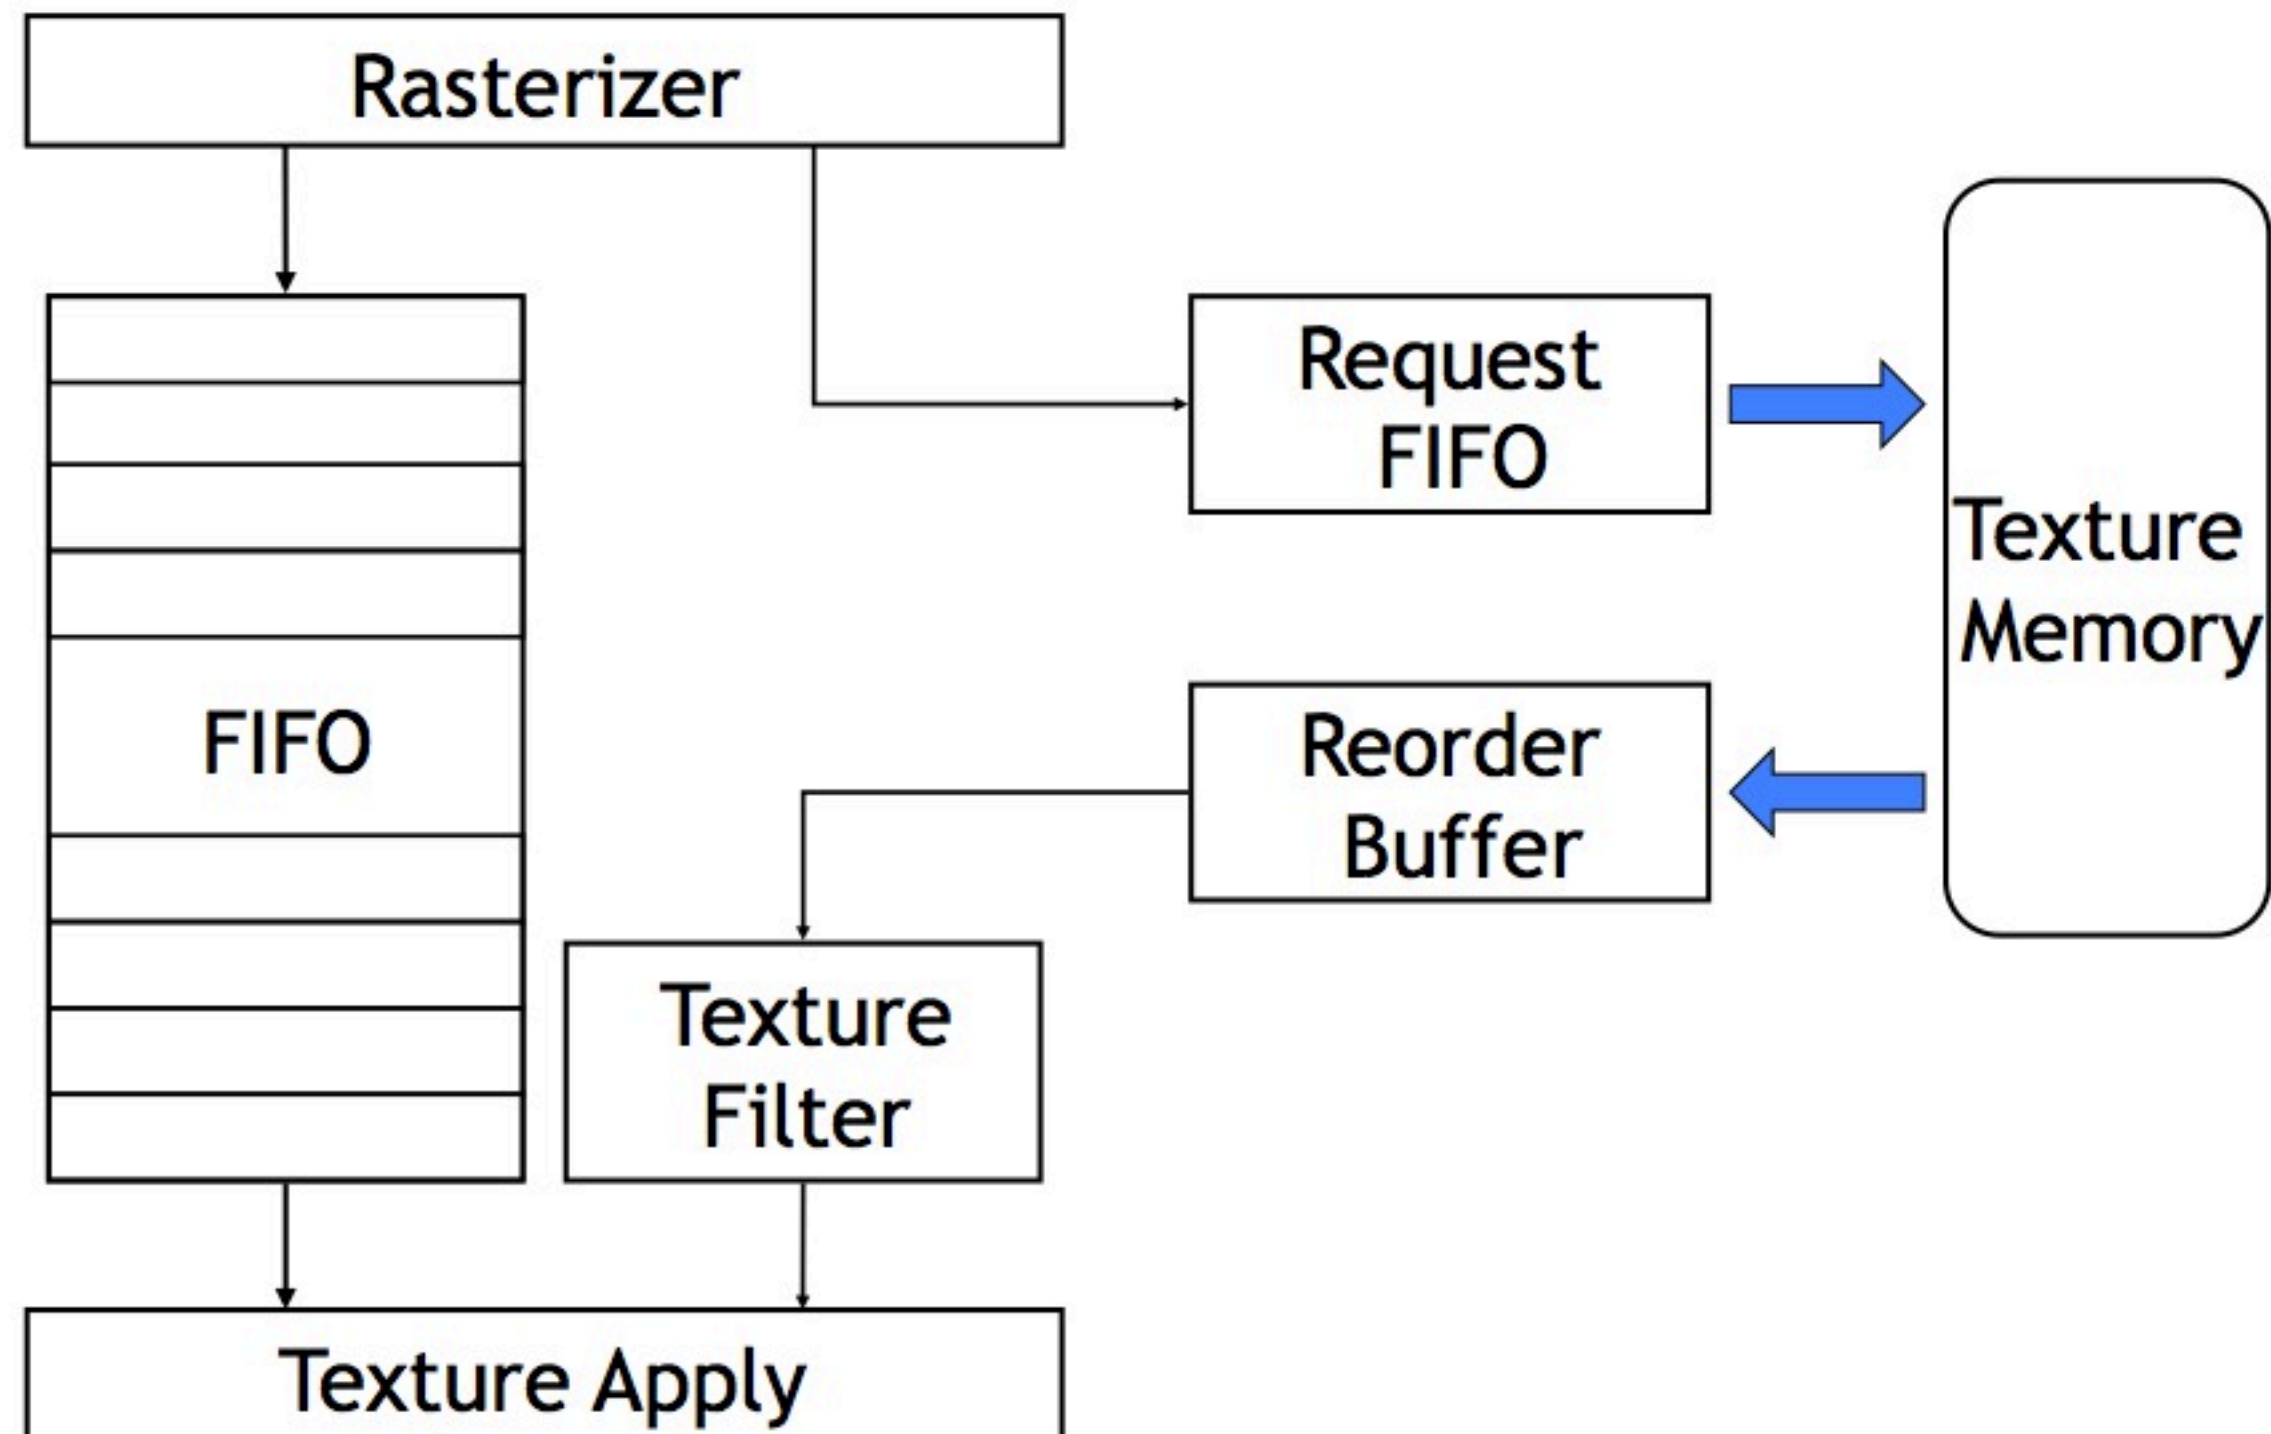 Rasterizer
Request
FIFO
Texture
Memory
FIFO
Reorder
Buffer
Texture
Filter
Texture Apply